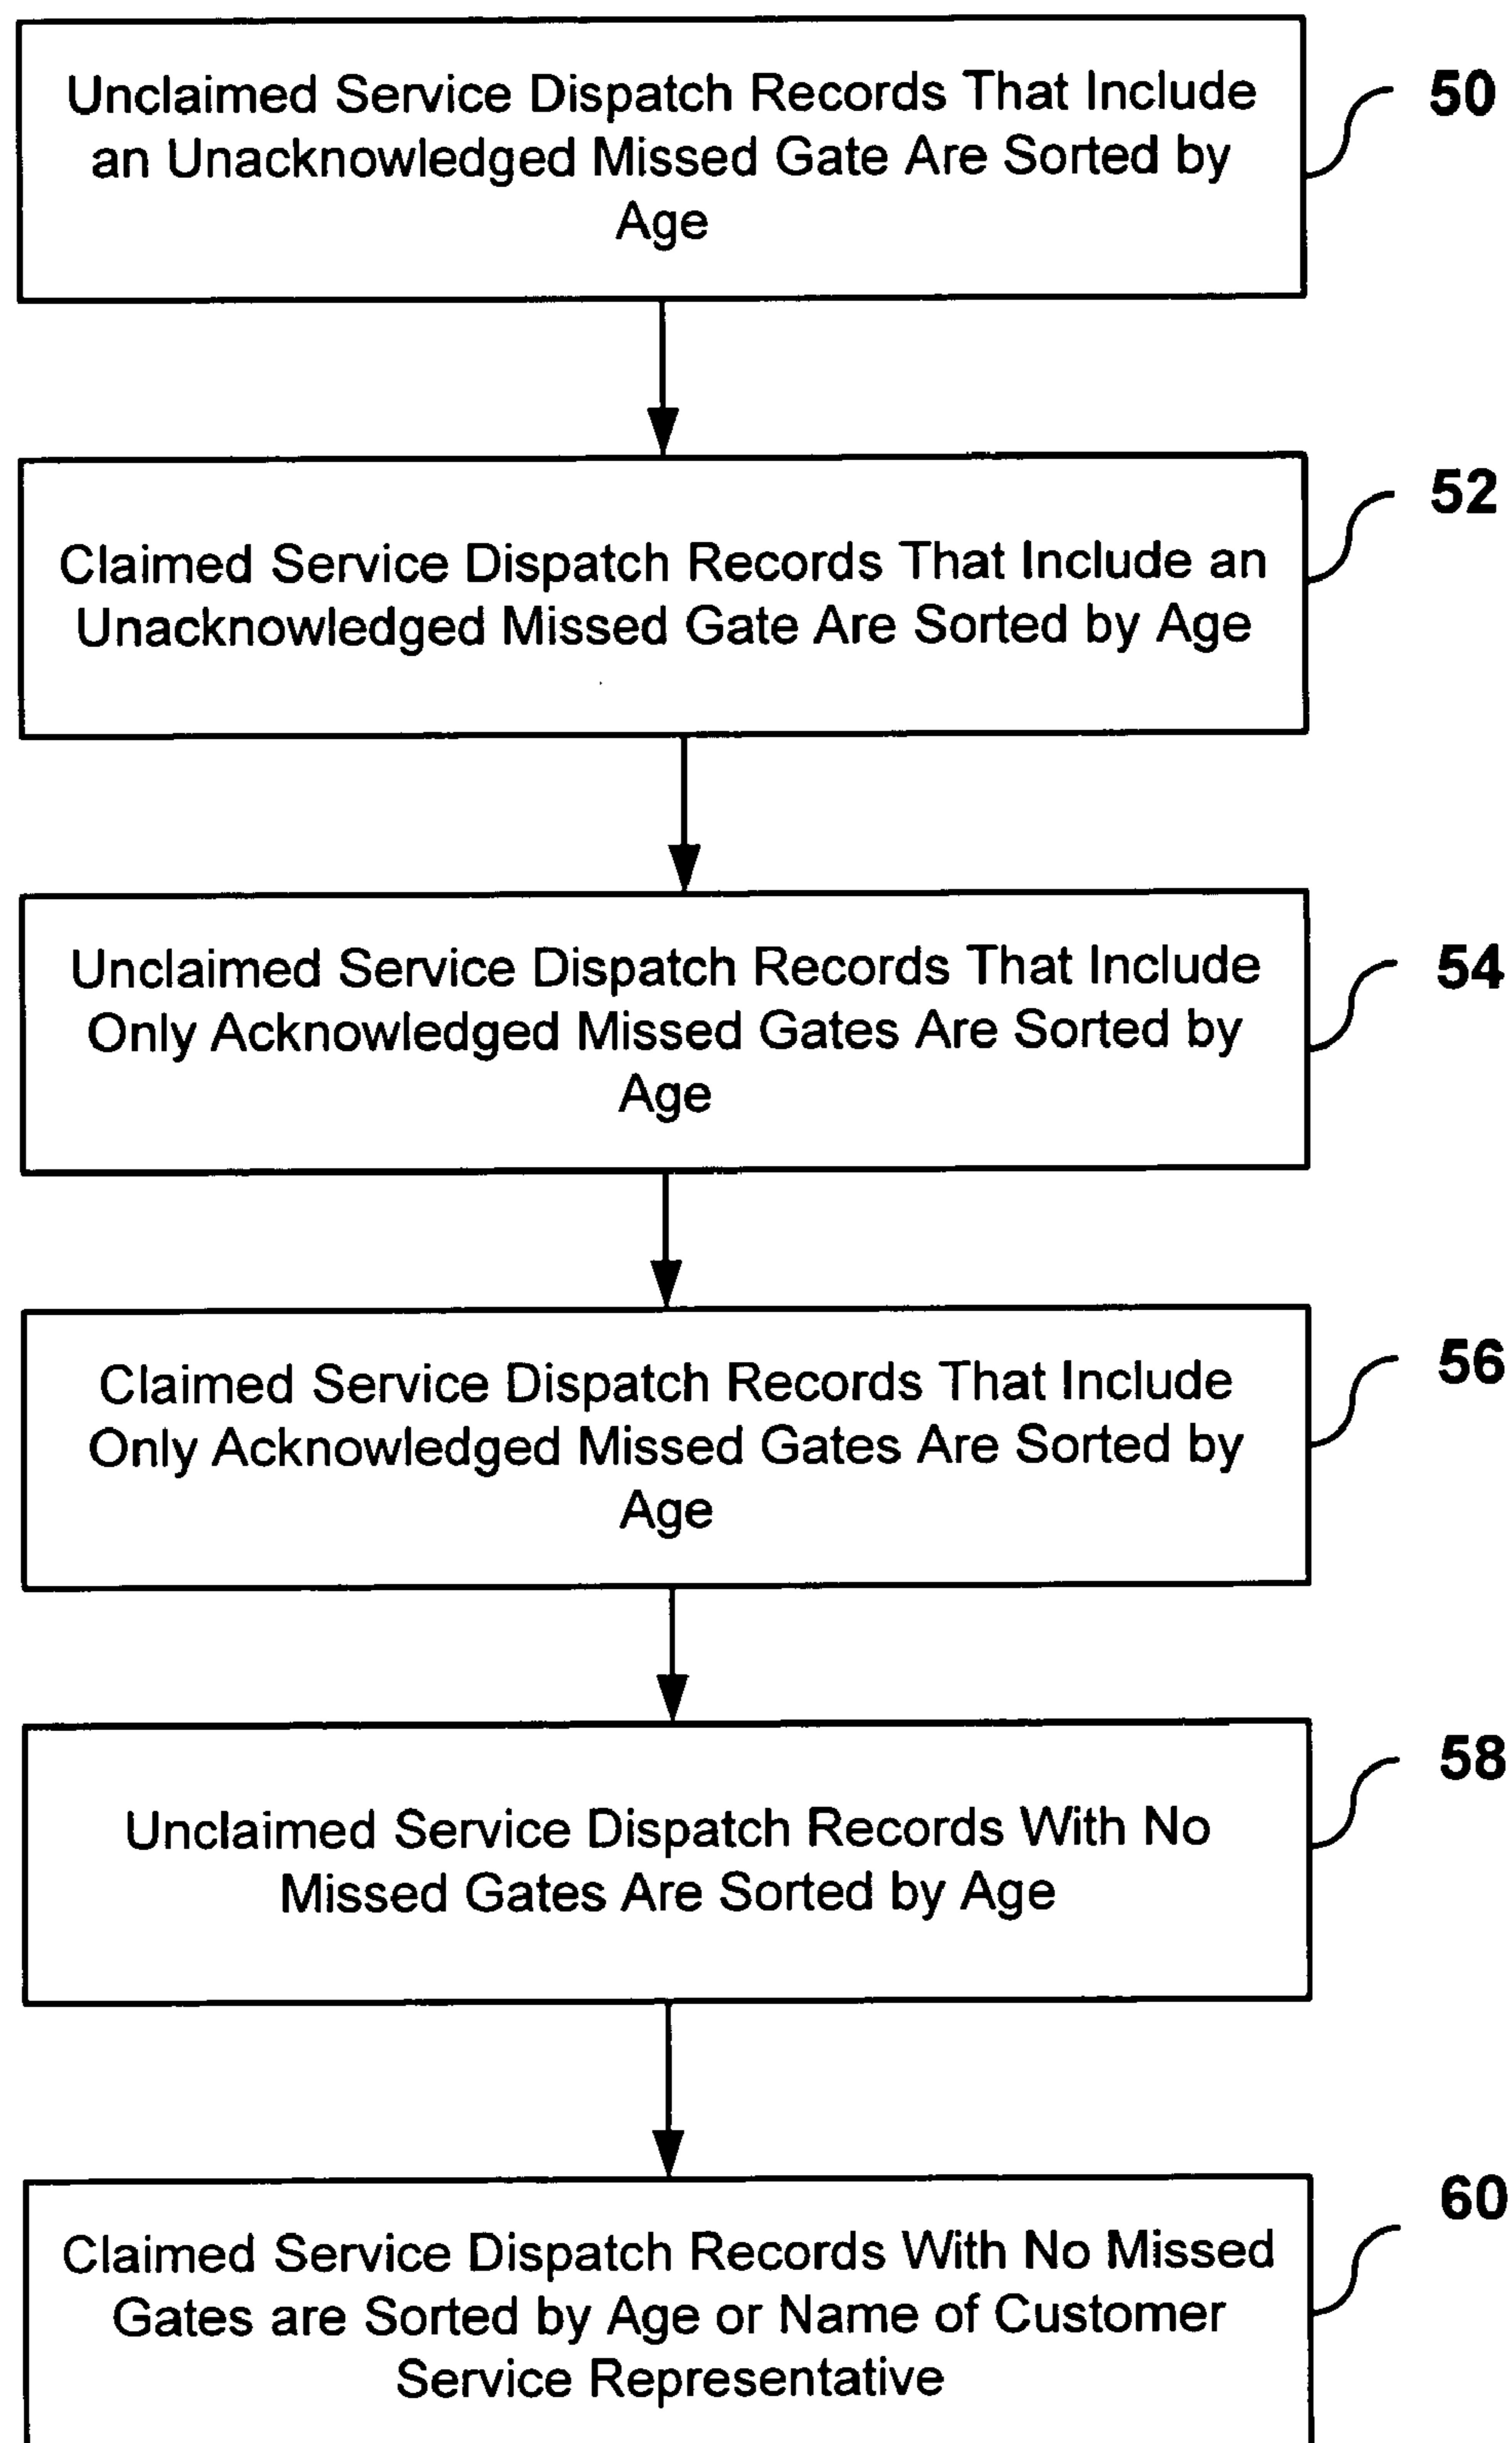 Unclaimed Service Dispatch Records That Include
an Unacknowledged Missed Gate Are Sorted by
Age
50
Claimed Service Dispatch Records That Include an
Unacknowledged Missed Gate Are Sorted by Age
52
Unclaimed Service Dispatch Records That Include
Only Acknowledged Missed Gates Are Sorted by
Age
54
Claimed Service Dispatch Records That Include
Only Acknowledged Missed Gates Are Sorted by
Age
56
Unclaimed Service Dispatch Records With No
Missed Gates Are Sorted by Age
58
Claimed Service Dispatch Records With No Missed
Gates are Sorted by Age or Name of Customer
Service Representative
60